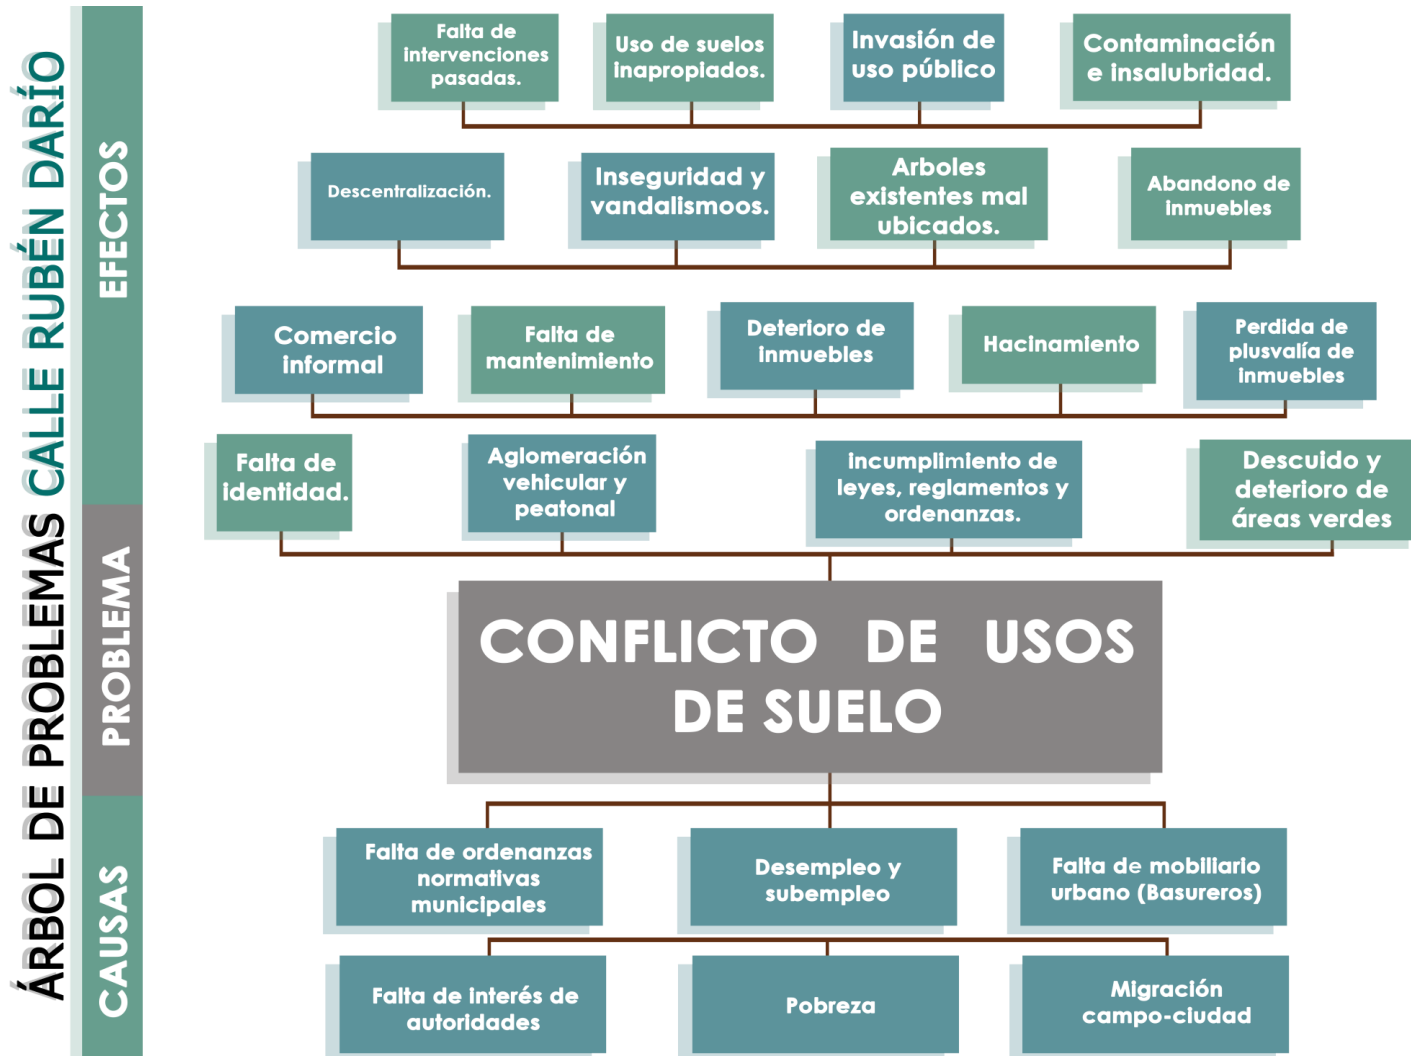 ÁRBOL DE PROBLEMAS CALLE RUBÉN DARÍO
EFECTOS
Falta de
intervenciones
pasadas.
Uso de suelos
inapropiados.
Invasión de
uso público
Contaminación
e insalubridad.
Descentralización.
Inseguridad y
vandalismoos.
Arboles
existentes mal
ubicados.
Abandono de
inmuebles
Comercio
informal
Falta de
mantenimiento
Deterioro de
inmuebles
Hacinamiento
Perdida de
plusvalía de
inmuebles
Falta de
identidad.
Aglomeración
vehicular y
peatonal
incumplimiento de
leyes, reglamentos y
ordenanzas.
Descuido y
deterioro de
áreas verdes
PROBLEMA
CONFLICTO DE USOS
DE SUELO
CAUSAS
Falta de ordenanzas
normativas
municipales
Desempleo y
subempleo
Falta de mobiliario
urbano (Basureros)
Falta de interés de
autoridades
Pobreza
Migración
campo-ciudad